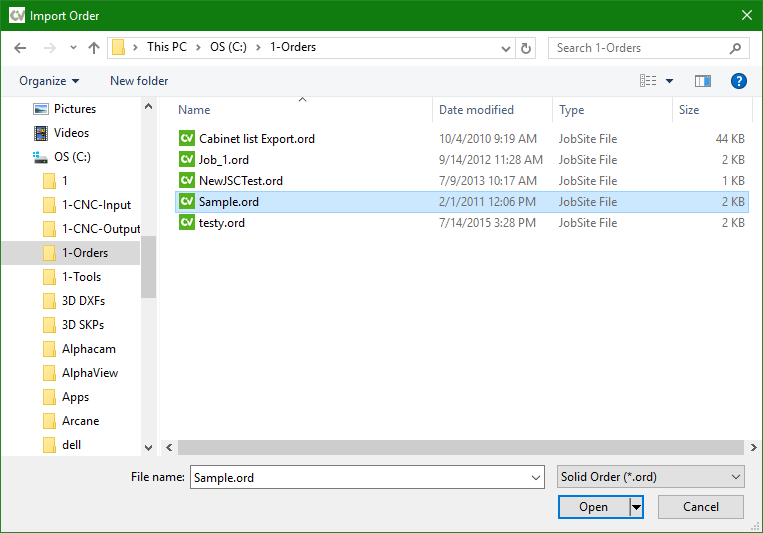 CV Import Order
This PC > OS (C:) > 1-Orders
Search 1-Orders
Organize New folder
Name Date modified Type Size
Pictures
Videos
OS (C:)
1
1-CNC-Input
1-CNC-Output
1-Orders
1-Tools
3D DXFs
3D SKPs
Alphacam
AlphaView
Apps
Arcane
dell
CV Cabinet list Export.ord 10/4/2010 9:19 AM JobSite File 44 KB
CV Job_1.ord 9/14/2012 11:28 AM JobSite File 2 KB
CV NewJSCTest.ord 7/9/2013 10:17 AM JobSite File 1 KB
CV Sample.ord 2/1/2011 12:06 PM JobSite File 2 KB
CV testy.ord 7/14/2015 3:28 PM JobSite File 2 KB
File name: Sample.ord Solid Order (*.ord)
Open Cancel